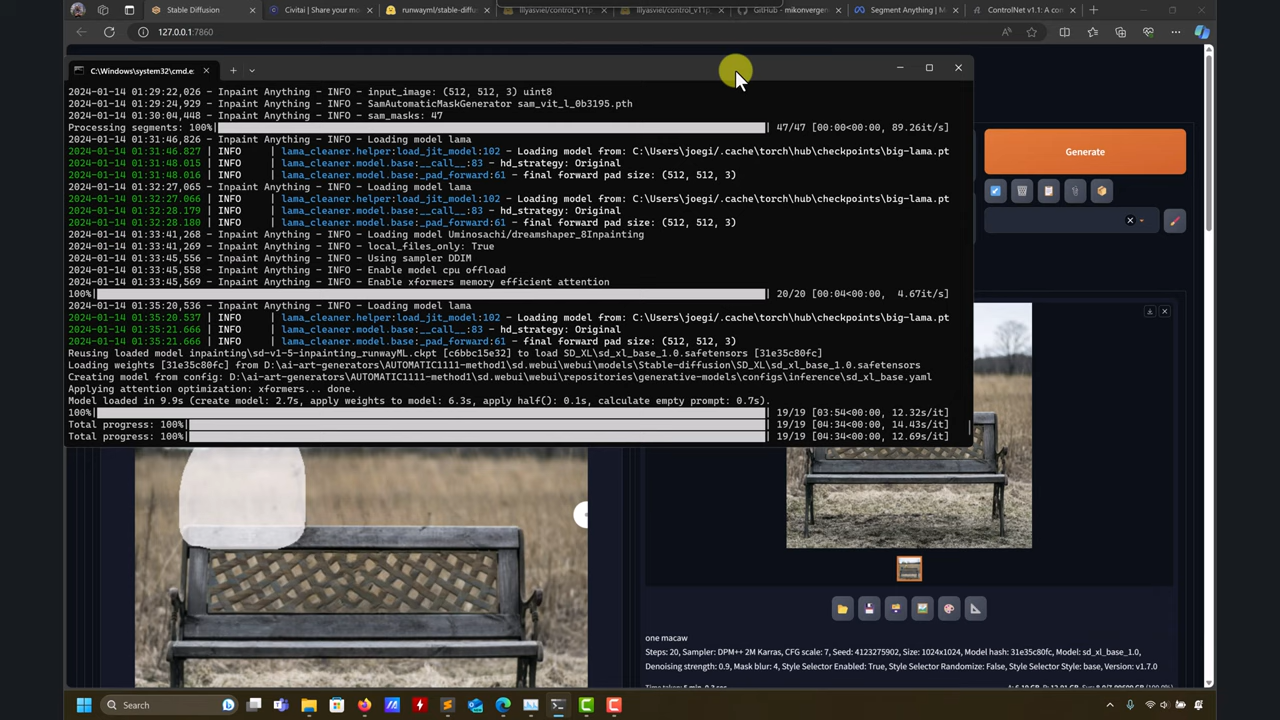 Stable Diffusion
Civitai | Share your mo
runwayml/stable-diffus
lllyasviel/control_v11p
lllyasviel/control_v11p
GitHub - mikonvergen
Segment Anything | M
ControlNet v1.1: A con
127.0.0.1:7860
C:\Windows\system32\cmd.e
2024-01-14 01:29:22,026 - Inpaint Anything - INFO - input_image: (512, 512, 3) uint8
2024-01-14 01:29:24,929 - Inpaint Anything - INFO - SamAutomaticMaskGenerator sam_vit_l_0b3195.pth
2024-01-14 01:30:04,448 - Inpaint Anything - INFO - sam_masks: 47
Processing segments: 100%| | 47/47 [00:00<00:00, 89.26it/s]
2024-01-14 01:31:46,826 - Inpaint Anything - INFO - Loading model lama
2024-01-14 01:31:46.827 | INFO | lama_cleaner.helper:load_jit_model:102 - Loading model from: C:\Users\joegi/.cache\torch\hub\checkpoints\big-lama.pt
2024-01-14 01:31:48.015 | INFO | lama_cleaner.model.base:__call__:83 - hd_strategy: Original
2024-01-14 01:31:48.016 | INFO | lama_cleaner.model.base:_pad_forward:61 - final forward pad size: (512, 512, 3)
2024-01-14 01:32:27,065 - Inpaint Anything - INFO - Loading model lama
2024-01-14 01:32:27.066 | INFO | lama_cleaner.helper:load_jit_model:102 - Loading model from: C:\Users\joegi/.cache\torch\hub\checkpoints\big-lama.pt
2024-01-14 01:32:28.179 | INFO | lama_cleaner.model.base:__call__:83 - hd_strategy: Original
2024-01-14 01:32:28.180 | INFO | lama_cleaner.model.base:_pad_forward:61 - final forward pad size: (512, 512, 3)
2024-01-14 01:33:41,268 - Inpaint Anything - INFO - Loading model Uminosachi/dreamshaper_8Inpainting
2024-01-14 01:33:41,268 - Inpaint Anything - INFO - local_files_only: True
2024-01-14 01:33:45,556 - Inpaint Anything - INFO - Using sampler DDIM
2024-01-14 01:33:45,558 - Inpaint Anything - INFO - Enable model cpu offload
2024-01-14 01:33:45,569 - Inpaint Anything - INFO - Enable xformers memory efficient attention
100%| | 20/20 [00:04<00:00, 4.67it/s]
2024-01-14 01:35:20,536 - Inpaint Anything - INFO - Loading model lama
2024-01-14 01:35:20.537 | INFO | lama_cleaner.helper:load_jit_model:102 - Loading model from: C:\Users\joegi/.cache\torch\hub\checkpoints\big-lama.pt
2024-01-14 01:35:21.666 | INFO | lama_cleaner.model.base:__call__:83 - hd_strategy: Original
2024-01-14 01:35:21.666 | INFO | lama_cleaner.model.base:_pad_forward:61 - final forward pad size: (512, 512, 3)
Reusing loaded model inpainting\sd-v1-5-inpainting_runwayML.ckpt [c6bbc15e32] to load SD_XL\sd_xl_base_1.0.safetensors [31e35c80fc]
Loading weights [31e35c80fc] from D:\ai-art-generators\AUTOMATIC1111-method1\sd.webui\webui\models\Stable-diffusion\SD_XL\sd_xl_base_1.0.safetensors
Creating model from config: D:\ai-art-generators\AUTOMATIC1111-method1\sd.webui\webui\repositories\generative-models\configs\inference\sd_xl_base.yaml
Applying attention optimization: xformers... done.
Model loaded in 9.9s (create model: 2.7s, apply weights to model: 6.3s, apply half(): 0.1s, calculate empty prompt: 0.7s).
100%| | 19/19 [03:54<00:00, 12.32s/it]
Total progress: 100%| | 19/19 [04:34<00:00, 14.43s/it]
Total progress: 100%| | 19/19 [04:34<00:00, 12.69s/it]
Generate
one macaw
Steps: 20, Sampler: DPM++ 2M Karras, CFG scale: 7, Seed: 4123275902, Size: 1024x1024, Model hash: 31e35c80fc, Model: sd_xl_base_1.0,
Denoising strength: 0.9, Mask blur: 4, Style Selector Enabled: True, Style Selector Randomize: False, Style Selector Style: base, Version: v1.7.0
Search